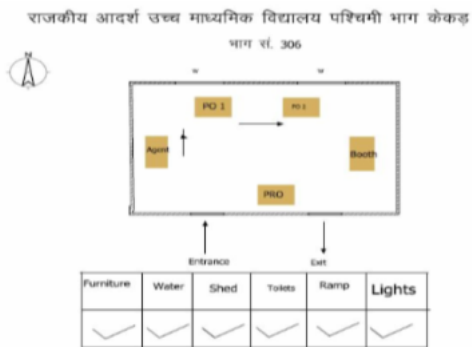 राजकीय आदर्श उच्च माध्यमिक विद्यालय पश्चिमी भाग केकड़
भाग सं. 306
N
W W
PO 1 PO 2
Agent Booth
PRO
Entrance Exit
Furniture Water Shed Toilets Ramp Lights